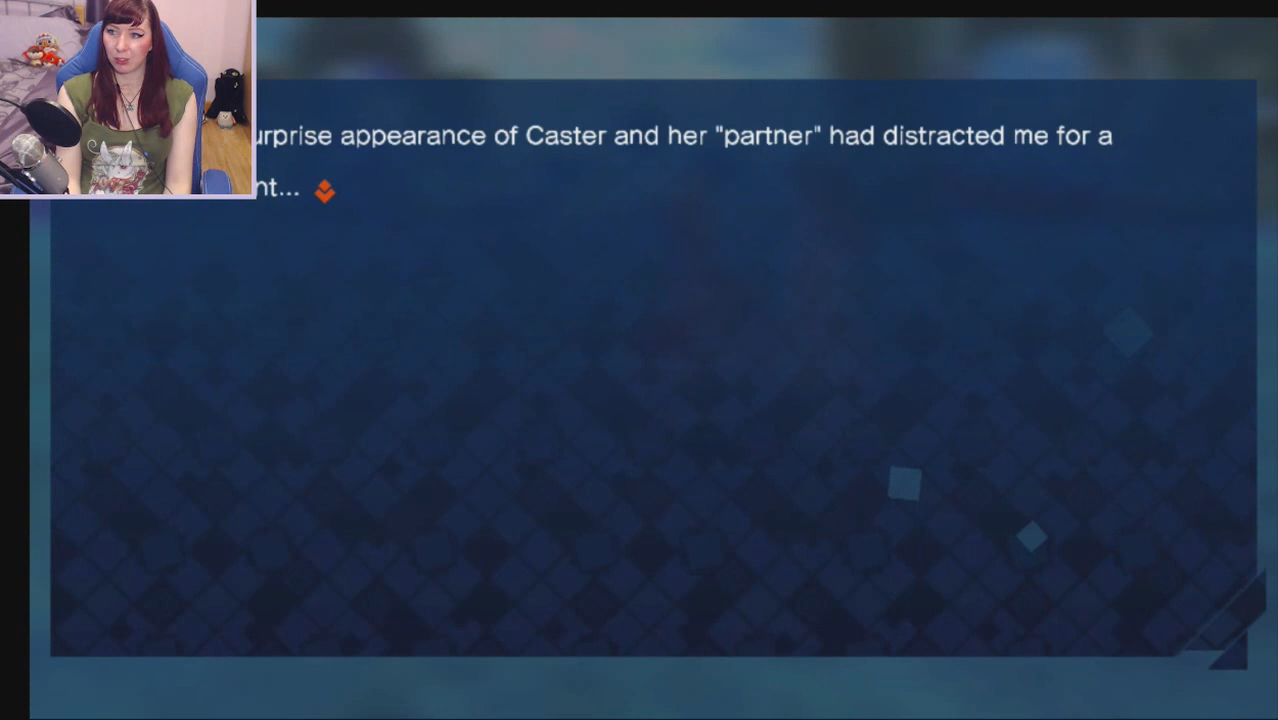 urprise appearance of Caster and her "partner" had distracted me for a
nt...